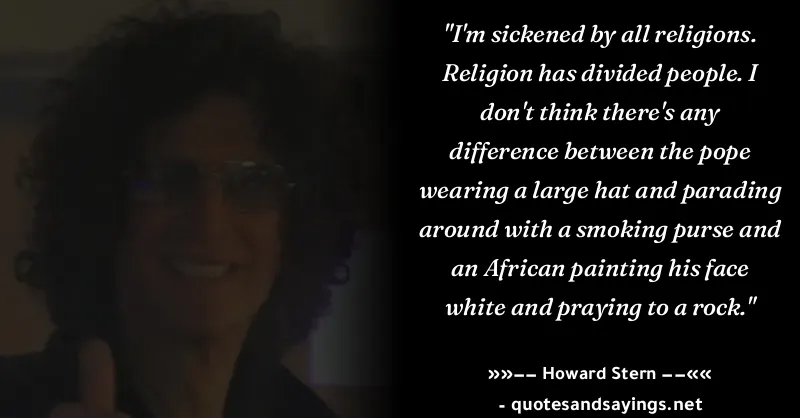 "I'm sickened by all religions.
Religion has divided people. I
don't think there's any
difference between the pope
wearing a large hat and parading
around with a smoking purse and
an African painting his face
white and praying to a rock."
»»–– Howard Stern ––««
- quotesandsayings.net